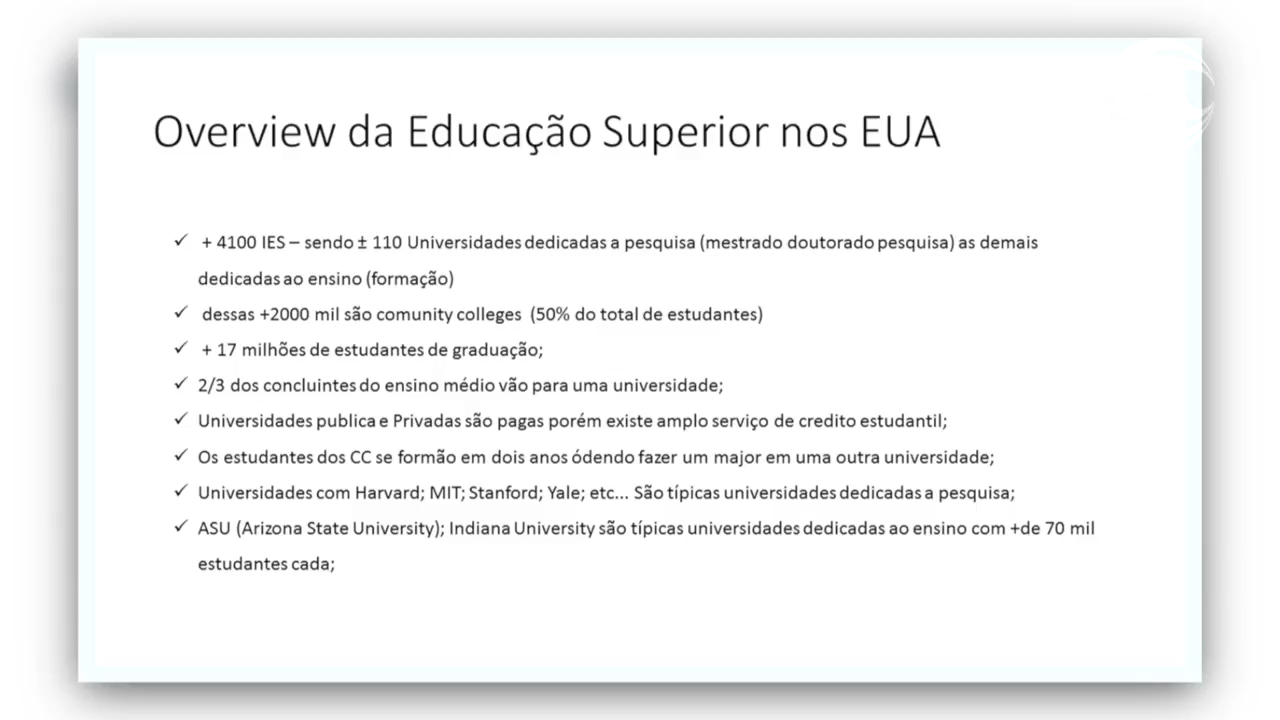 Overview da Educação Superior nos EUA
✓ + 4100 IES – sendo ± 110 Universidades dedicadas a pesquisa (mestrado doutorado pesquisa) as demais
dedicadas ao ensino (formação)
✓ dessas +2000 mil são comunity colleges (50% do total de estudantes)
✓ + 17 milhões de estudantes de graduação;
✓ 2/3 dos concluintes do ensino médio vão para uma universidade;
✓ Universidades publica e Privadas são pagas porém existe amplo serviço de credito estudantil;
✓ Os estudantes dos CC se formão em dois anos ódendo fazer um major em uma outra universidade;
✓ Universidades com Harvard; MIT; Stanford; Yale; etc... São típicas universidades dedicadas a pesquisa;
✓ ASU (Arizona State University); Indiana University são típicas universidades dedicadas ao ensino com +de 70 mil
estudantes cada;